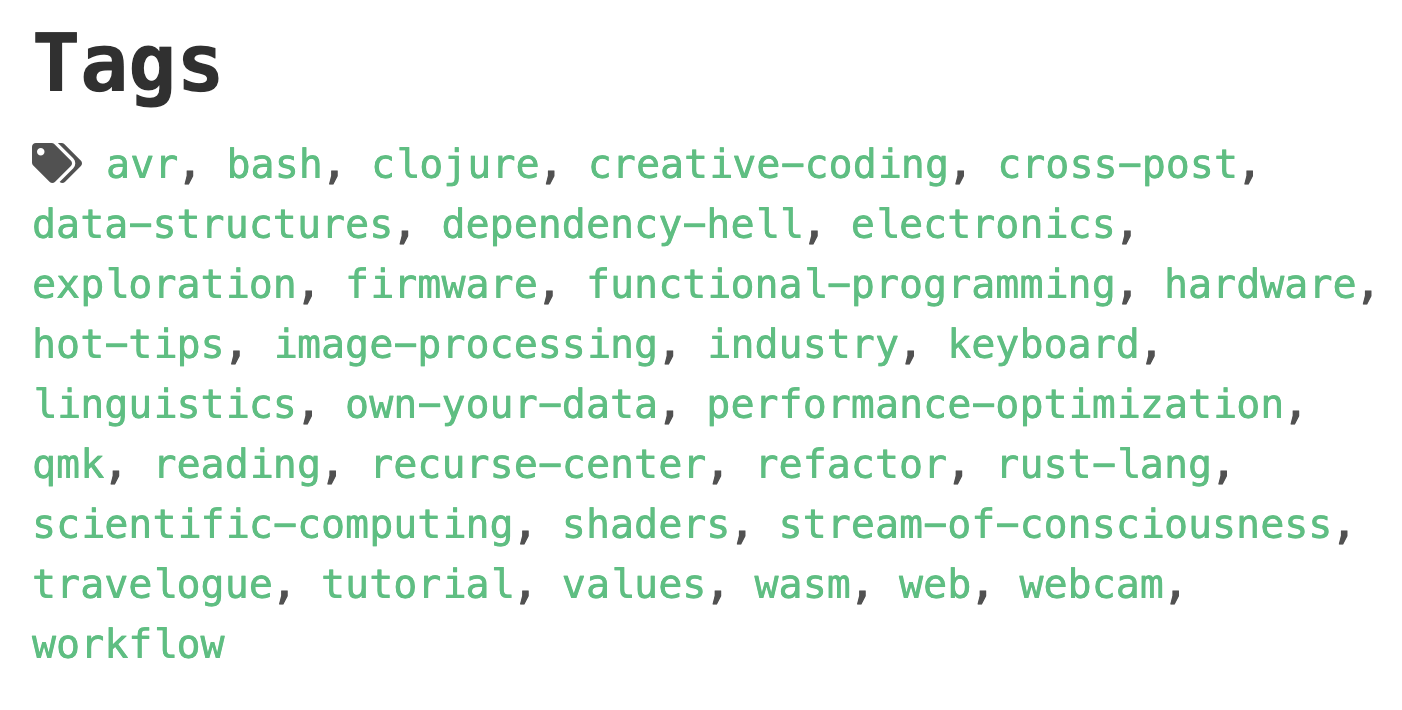 Tags
avr, bash, clojure, creative-coding, cross-post,
data-structures, dependency-hell, electronics,
exploration, firmware, functional-programming, hardware,
hot-tips, image-processing, industry, keyboard,
linguistics, own-your-data, performance-optimization,
qmk, reading, recurse-center, refactor, rust-lang,
scientific-computing, shaders, stream-of-consciousness,
travelogue, tutorial, values, wasm, web, webcam,
workflow